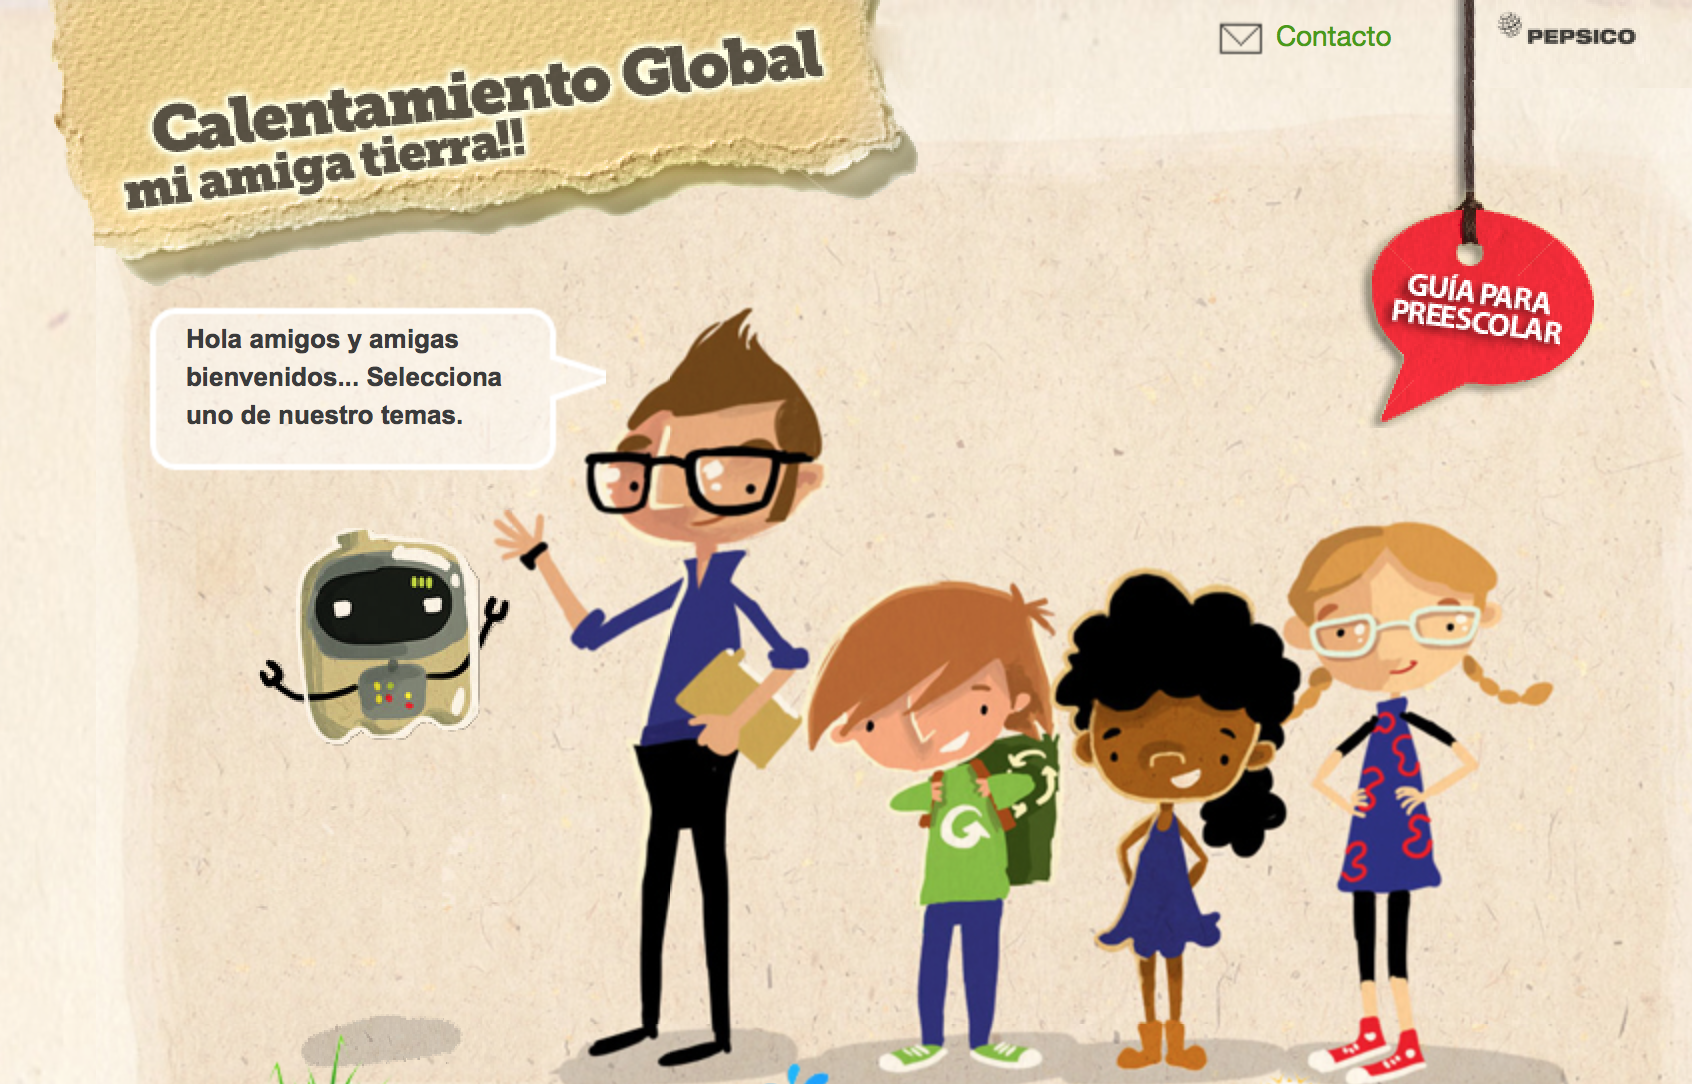 Calentamiento Global
mi amiga tierra!!
Contacto
PEPSICO
GUÍA PARA
PREESCOLAR
Hola amigos y amigas
bienvenidos... Selecciona
uno de nuestro temas.
G